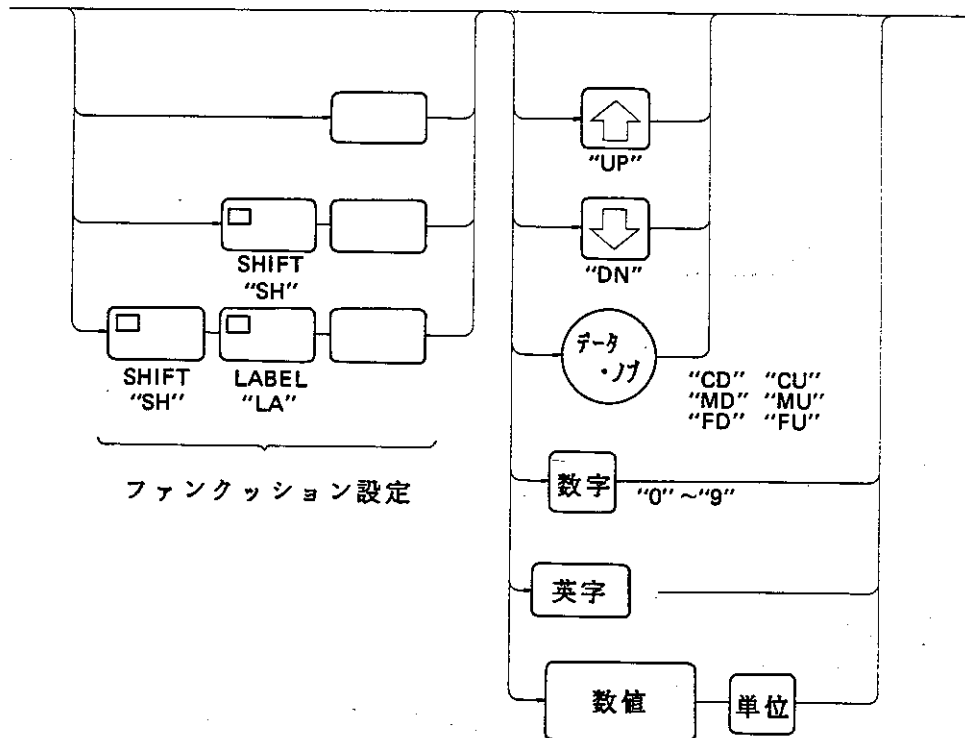 "UP"
SHIFT
"SH"
"DN"
SHIFT
"SH"
LABEL
"LA"
データ
・ノブ
"CD" "CU"
"MD" "MU"
"FD" "FU"
ファンクッション設定
数字
"0"～"9"
英字
数値
単位